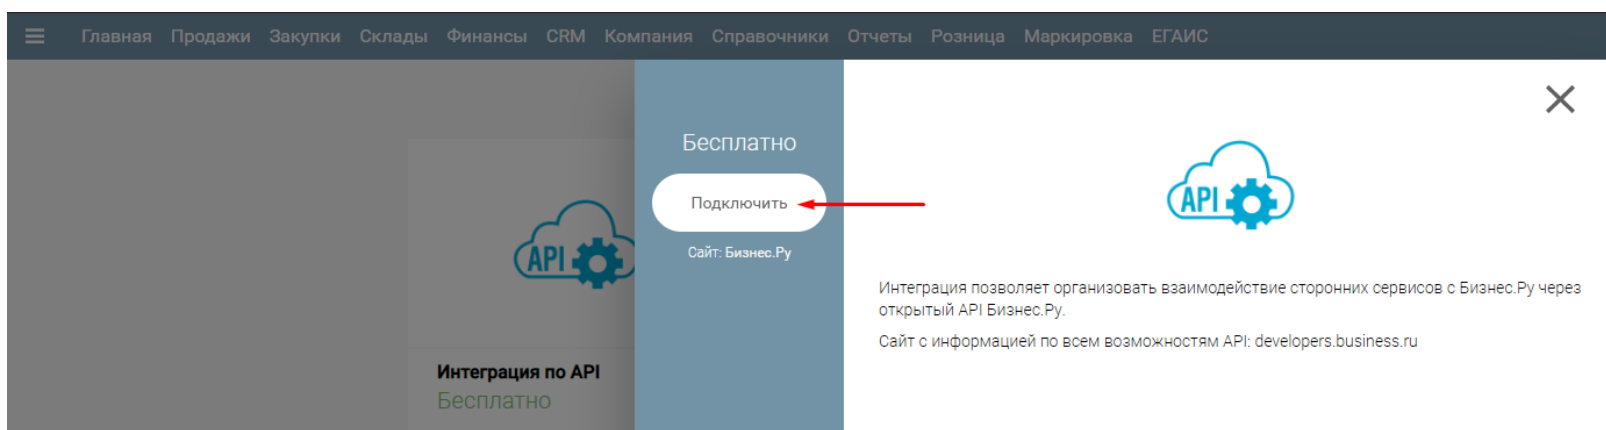 Главная Продажи Закупки Склады Финансы CRM Компания Справочники Отчеты Розница Маркировка ЕГАИС
Бесплатно
Подключить
Сайт: Бизнес.Ру
API
API
Интеграция позволяет организовать взаимодействие сторонних сервисов с Бизнес.Ру через
открытый API Бизнес.Ру.
Сайт с информацией по всем возможностям API: developers.business.ru
Интеграция по API
Бесплатно